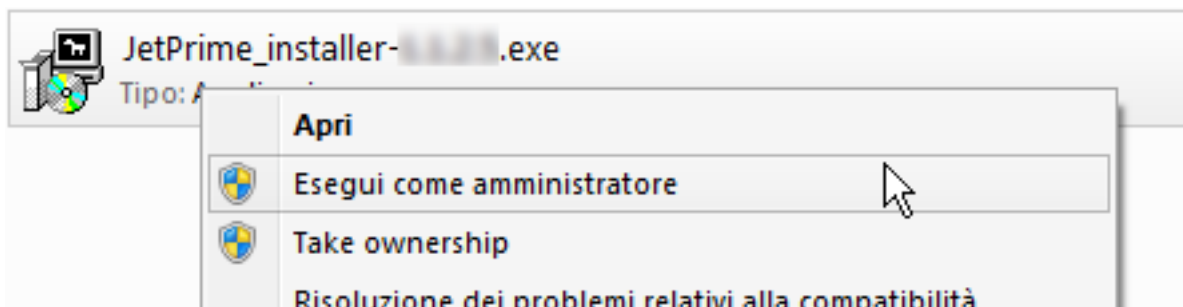 JetPrime_installer- .exe
Tipo:
Apri
Esegui come amministratore
Take ownership
Risoluzione dei problemi relativi alla compatibilità